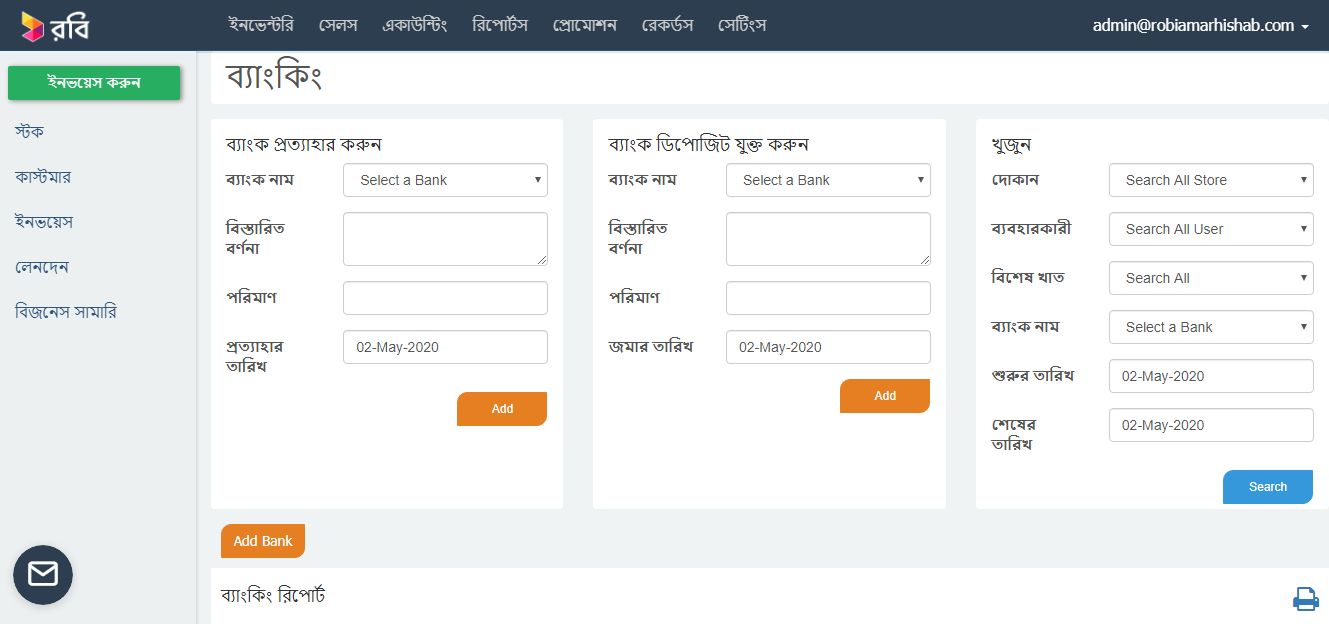 রবি
ইনভেন্টরি সেলস একাউন্টিং রিপোর্টস প্রোমোশন রেকর্ডস সেটিংস
admin@robiamarhishab.com
ইনভয়েস করুন
স্টক
কাস্টমার
ইনভয়েস
লেনদেন
বিজনেস সামারি
ব্যাংকিং
ব্যাংক প্রত্যাহার করুন
ব্যাংক নাম
Select a Bank
বিস্তারিত
বর্ণনা
পরিমাণ
প্রত্যাহার
তারিখ
02-May-2020
Add
ব্যাংক ডিপোজিট যুক্ত করুন
ব্যাংক নাম
Select a Bank
বিস্তারিত
বর্ণনা
পরিমাণ
জমার তারিখ
02-May-2020
Add
খুজুন
দোকান
Search All Store
ব্যবহারকারী
Search All User
বিশেষ খাত
Search All
ব্যাংক নাম
Select a Bank
শুরুর তারিখ
02-May-2020
শেষের
তারিখ
02-May-2020
Search
Add Bank
ব্যাংকিং রিপোর্ট